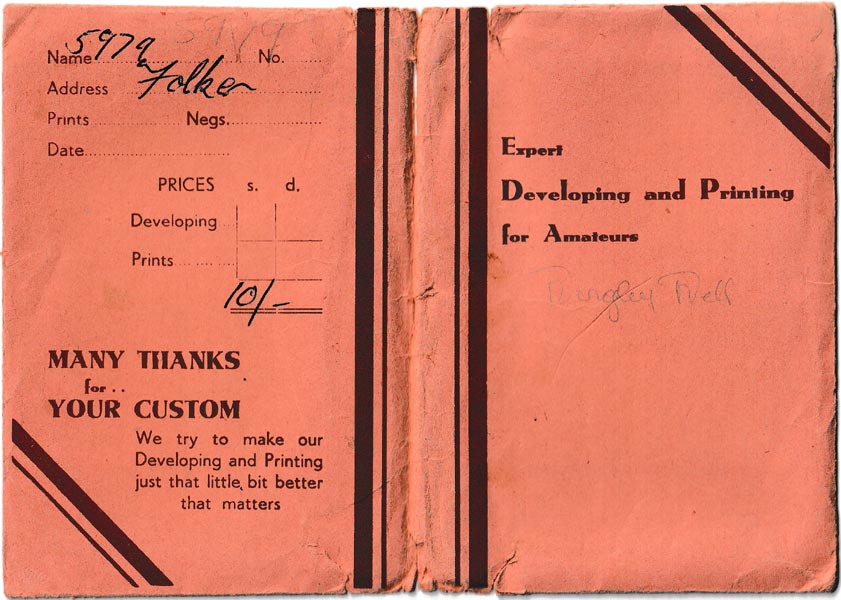 5979
Name.......... No. ..........
Address Folker
Prints.......... Negs...........
Date..........
PRICES s. d.
Developing
Prints..........
10/-
MANY THANKS
for..
YOUR CUSTOM
We try to make our
Developing and Printing
just that little bit better
that matters
Expert
Developing and Printing
for Amateurs